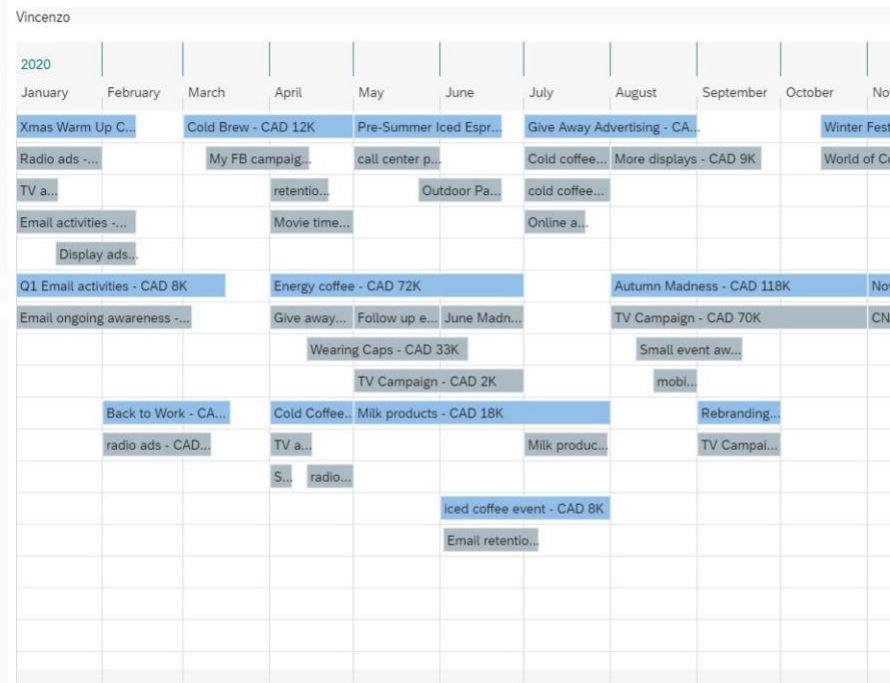 Vincenzo
2020
January February March April May June July August September October No
Xmas Warm Up C... Cold Brew - CAD 12K Pre-Summer Iced Espr... Give Away Advertising - CA... Winter Fest
Radio ads -... My FB campaig... call center p... Cold coffee... More displays - CAD 9K World of Co
TV a... retentio... Outdoor Pa... cold coffee...
Email activities -... Movie time... Online a...
Display ads...
Q1 Email activities - CAD 8K Energy coffee - CAD 72K Autumn Madness - CAD 118K Nov
Email ongoing awareness -... Give away... Follow up e... June Madn... TV Campaign - CAD 70K CN
Wearing Caps - CAD 33K Small event aw...
TV Campaign - CAD 2K mobi...
Back to Work - CA... Cold Coffee... Milk products - CAD 18K Rebranding...
radio ads - CAD... TV a... Milk produc... TV Campai...
S... radio...
iced coffee event - CAD 8K
Email retentio...